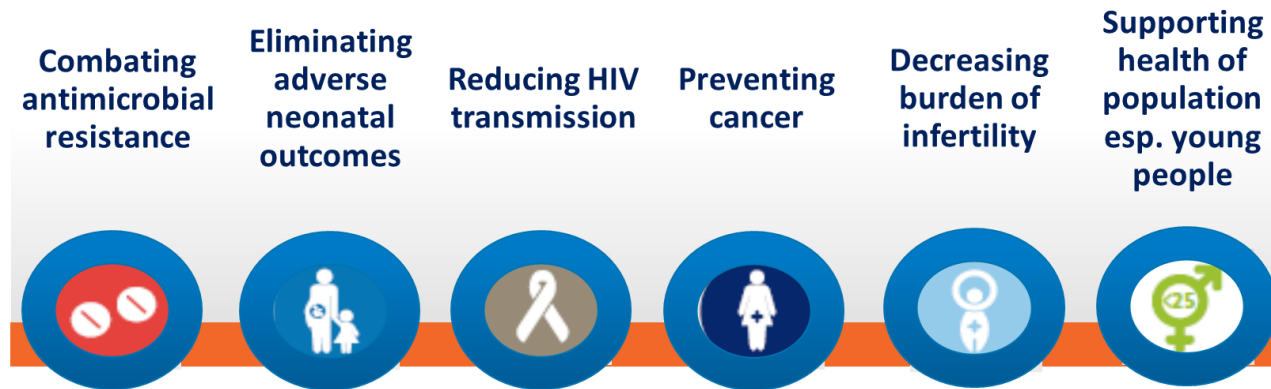 Combating
antimicrobial
resistance
Eliminating
adverse
neonatal
outcomes
Reducing HIV
transmission
Preventing
cancer
Decreasing
burden of
infertility
Supporting
health of
population
esp. young
people
<25